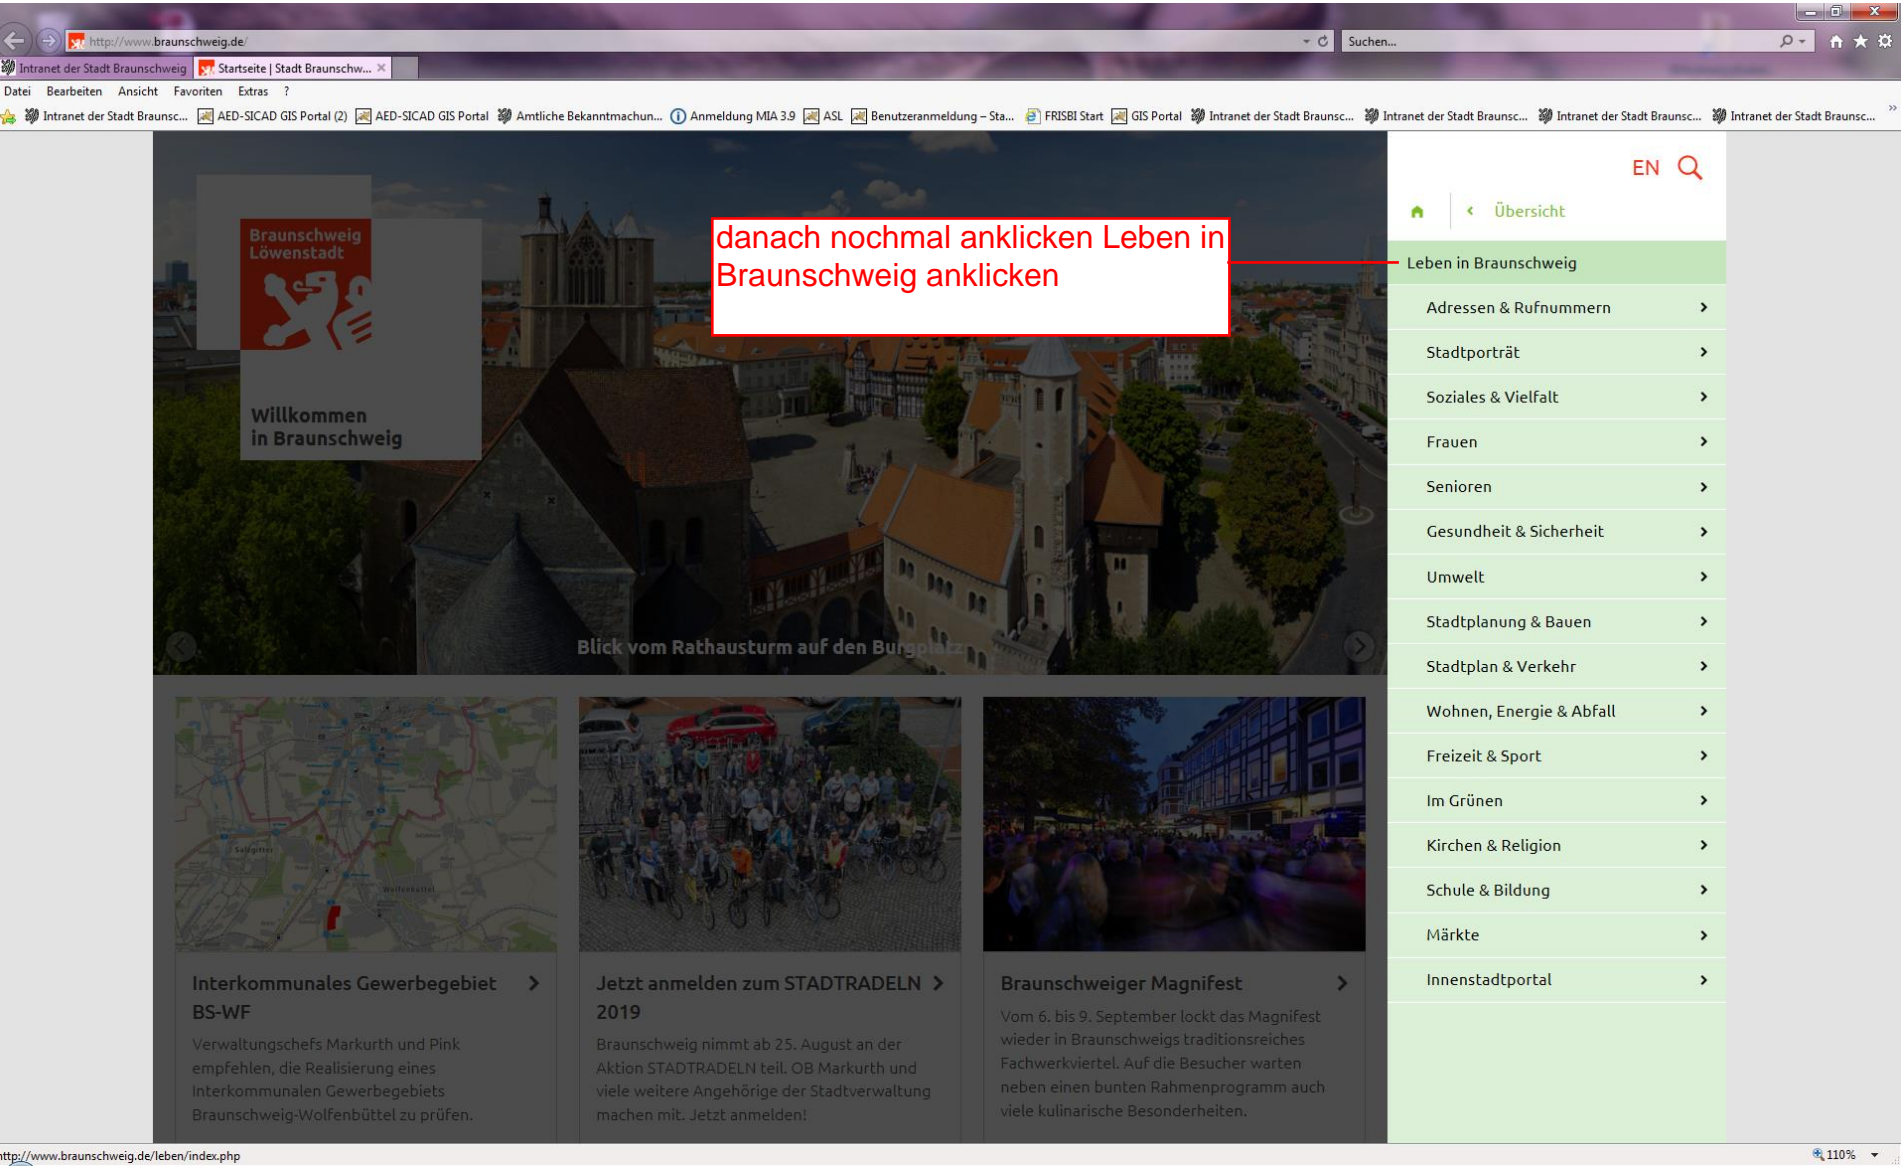 http://www.braunschweig.de/
Suchen...
Intranet der Stadt Braunschweig
Startseite | Stadt Braunschw...
Datei Bearbeiten Ansicht Favoriten Extras ?
Intranet der Stadt Braunsc... AED-SICAD GIS Portal (2) AED-SICAD GIS Portal Amtliche Bekanntmachun... Anmeldung MIA 3.9 ASL Benutzeranmeldung – Sta... FRISBI Start GIS Portal Intranet der Stadt Braunsc... Intranet der Stadt Braunsc... Intranet der Stadt Braunsc... Intranet der Stadt Braunsc... »
Braunschweig
Löwenstadt
Willkommen
in Braunschweig
danach nochmal anklicken Leben in
Braunschweig anklicken
Blick vom Rathausturm auf den Burgplatz
EN
Übersicht
Leben in Braunschweig
Adressen & Rufnummern
Stadtporträt
Soziales & Vielfalt
Frauen
Senioren
Gesundheit & Sicherheit
Umwelt
Stadtplanung & Bauen
Stadtplan & Verkehr
Wohnen, Energie & Abfall
Freizeit & Sport
Im Grünen
Kirchen & Religion
Schule & Bildung
Märkte
Innenstadtportal
Salzgitter
Wolfenbüttel
Interkommunales Gewerbegebiet
BS-WF
Verwaltungschefs Markurth und Pink
empfehlen, die Realisierung eines
Interkommunalen Gewerbegebiets
Braunschweig-Wolfenbüttel zu prüfen.
Jetzt anmelden zum STADTRADELN
2019
Braunschweig nimmt ab 25. August an der
Aktion STADTRADELN teil. OB Markurth und
viele weitere Angehörige der Stadtverwaltung
machen mit. Jetzt anmelden!
Braunschweiger Magnifest
Vom 6. bis 9. September lockt das Magnifest
wieder in Braunschweigs traditionsreiches
Fachwerkviertel. Auf die Besucher warten
neben einen bunten Rahmenprogramm auch
viele kulinarische Besonderheiten.
http://www.braunschweig.de/leben/index.php
110%